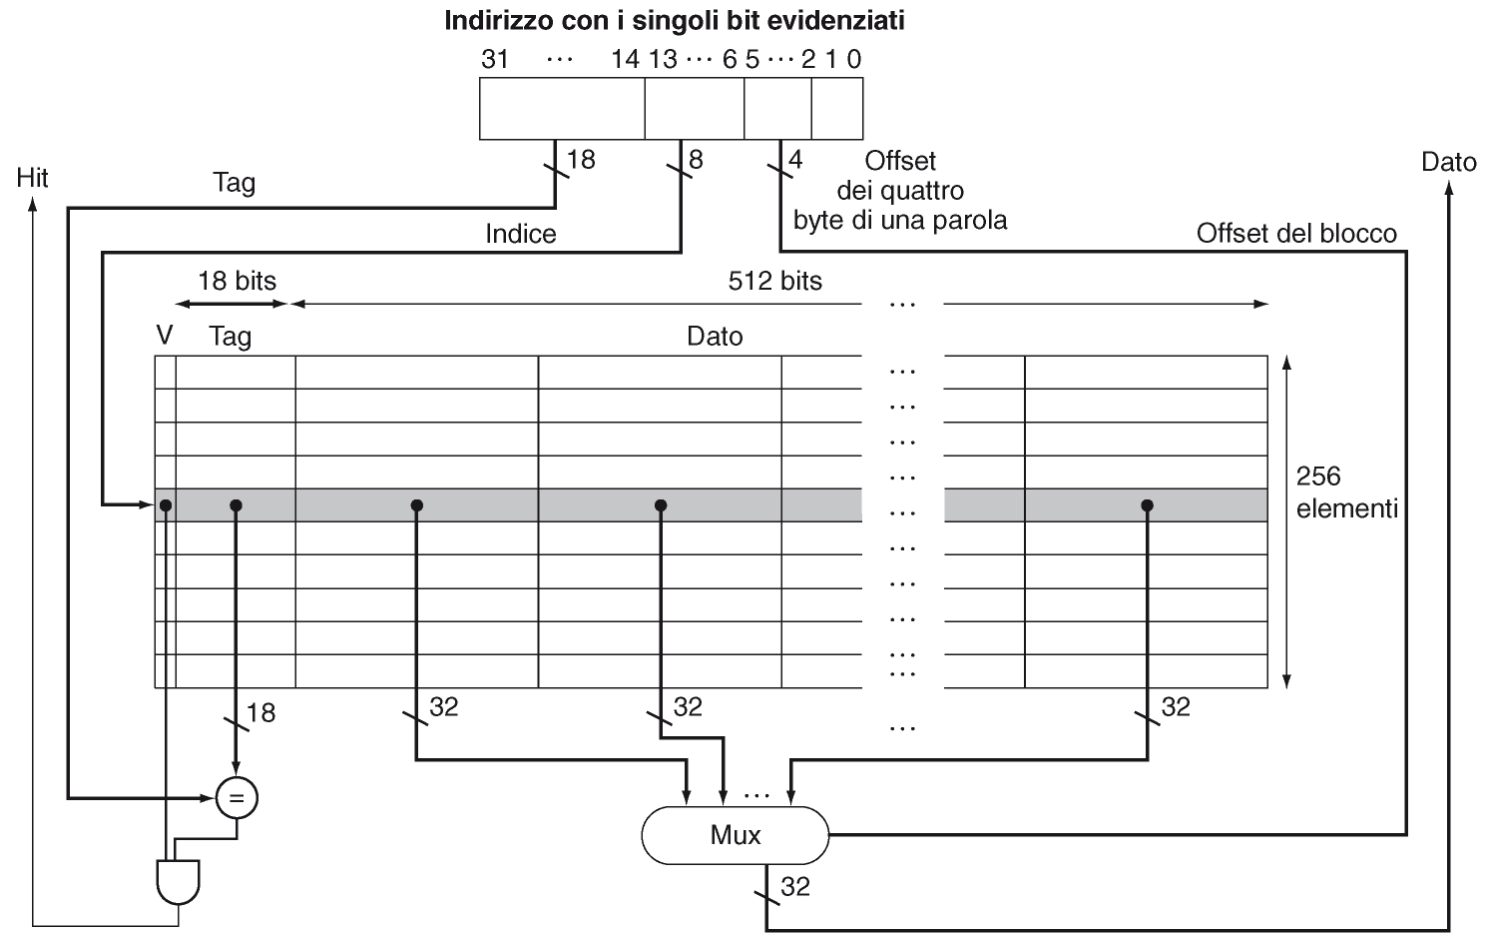 Indirizzo con i singoli bit evidenziati
31 ··· 14 13 ··· 6 5 ··· 2 1 0
18 8 4
Offset
dei quattro
byte di una parola
Hit
Tag
Dato
Indice
Offset del blocco
18 bits
512 bits
···
V
Tag
Dato
···
···
···
···
···
···
···
···
···
···
256
elementi
18
32
32
···
32
=
···
Mux
32